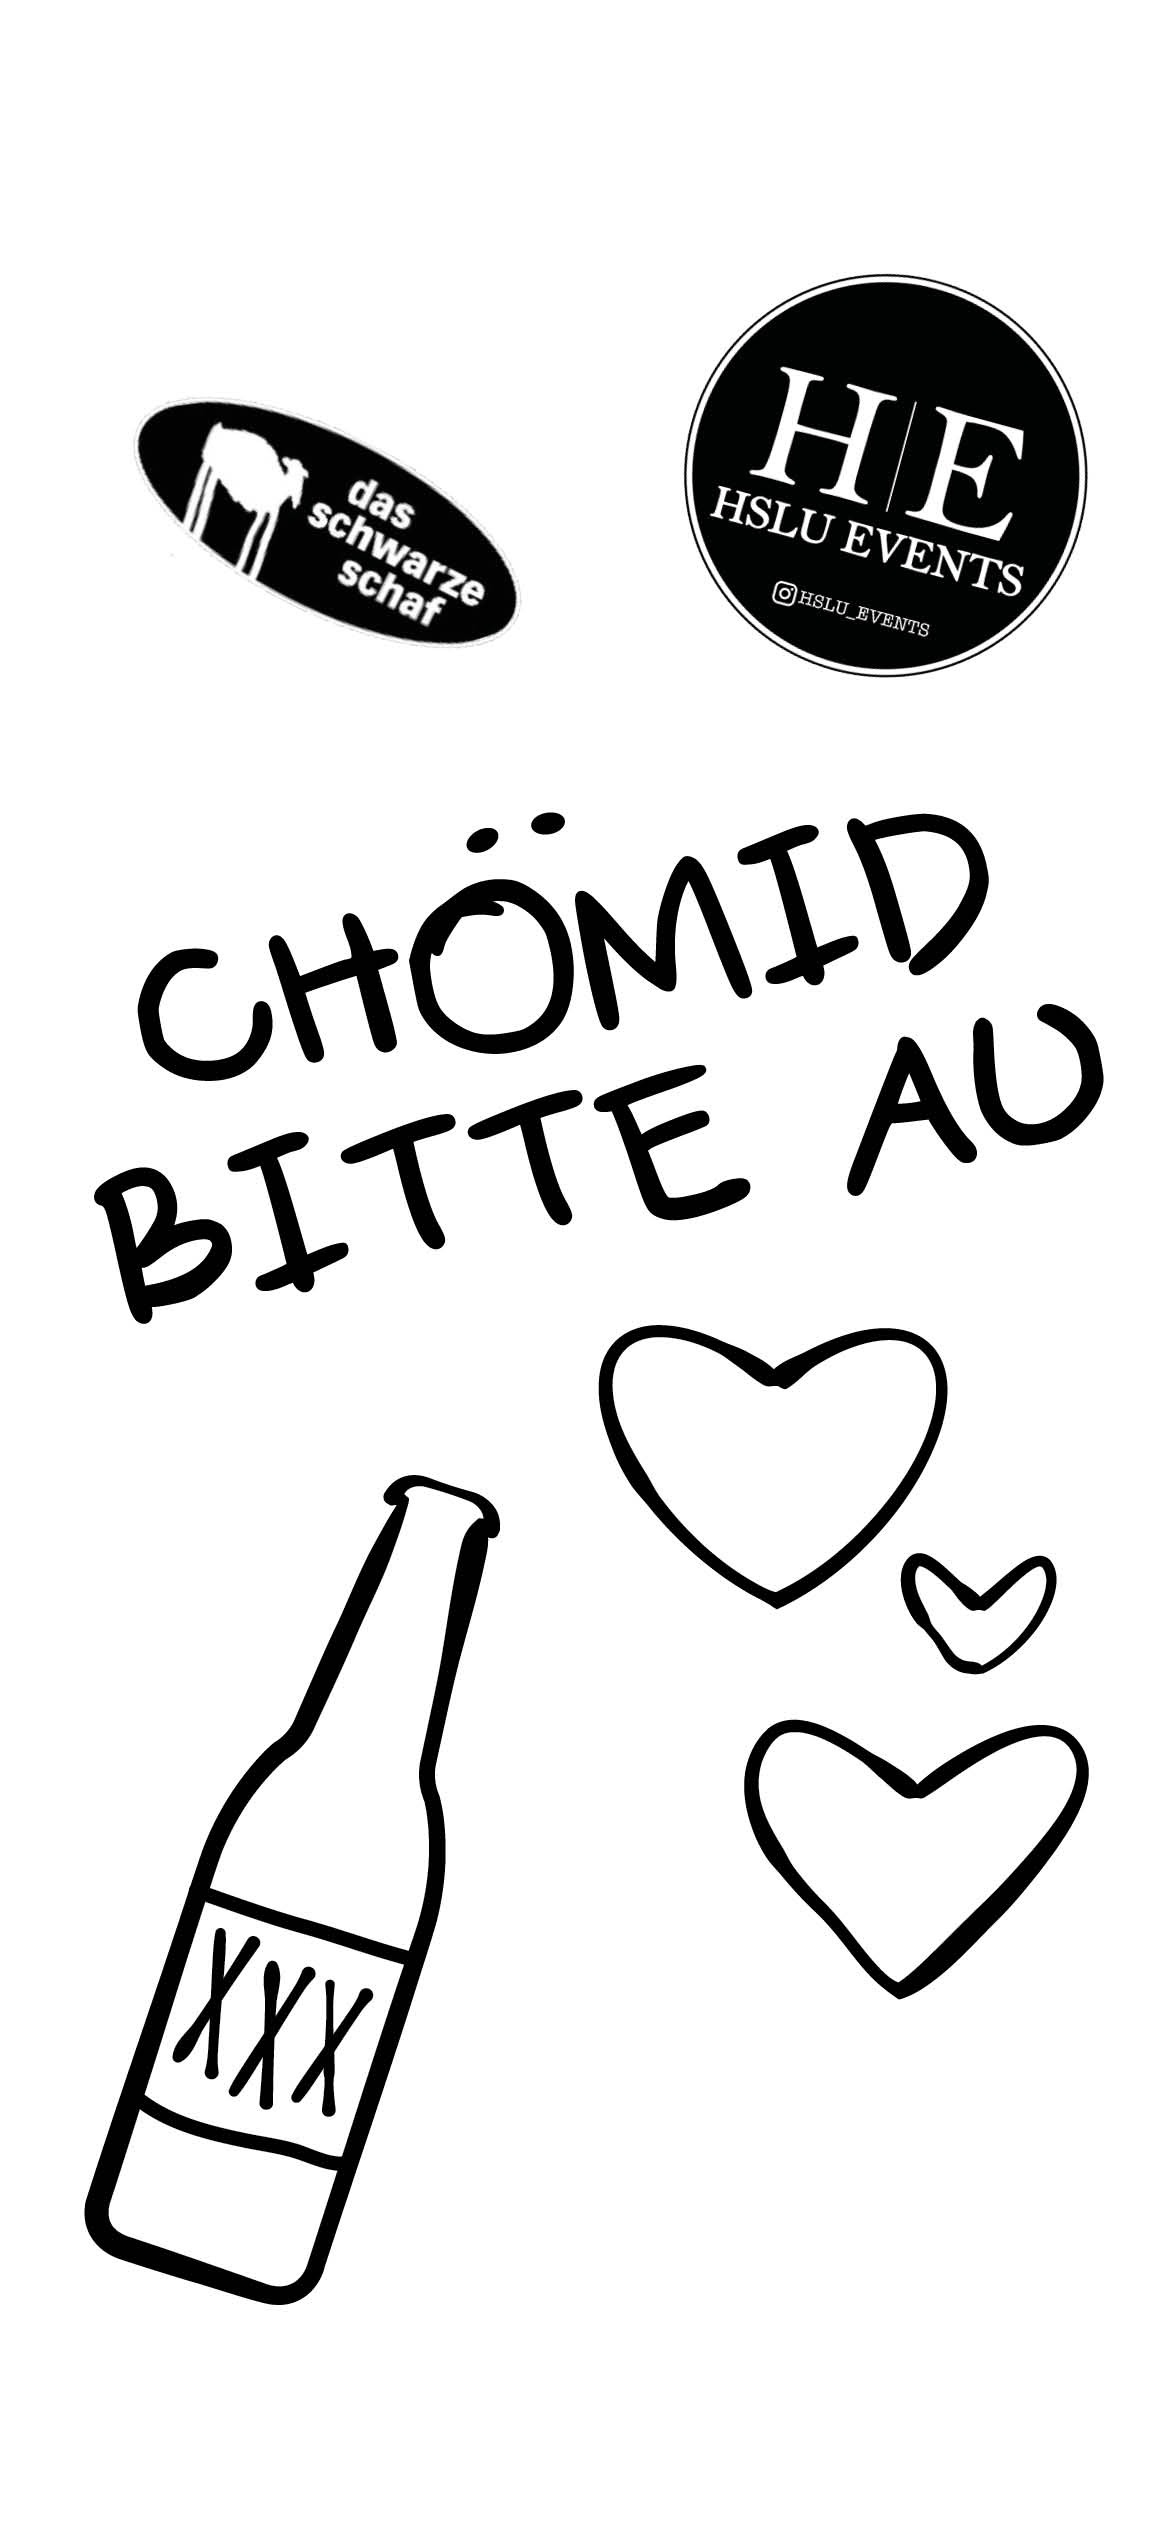 das
schwarze
schaf
H|E
HSLU EVENTS
HSLU_EVENTS
CHÖMID
BITTE AU
XXX